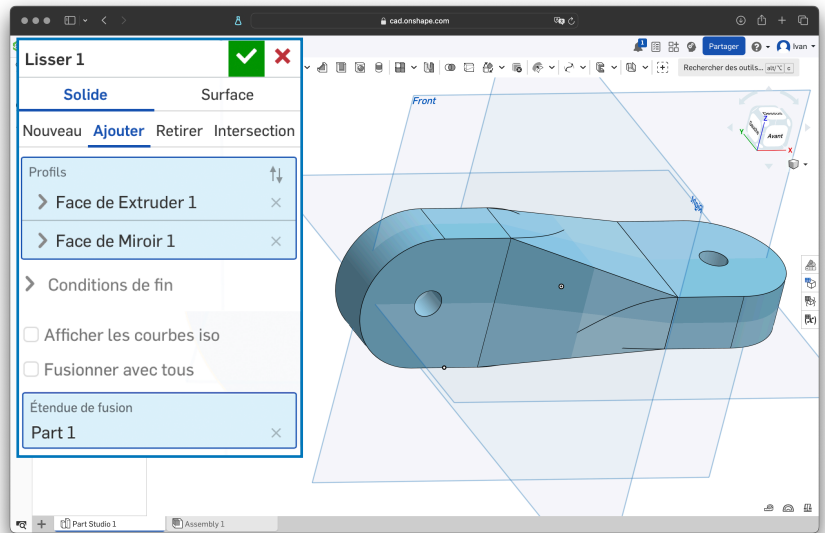 cad.onshape.com
Lisser 1
1
Partager
Ivan
Solide
Surface
Rechercher des outils... alt/⌥ c
Nouveau
Ajouter
Retirer
Intersection
Front
Profils
Face de Extruder 1
Face de Miroir 1
Conditions de fin
Afficher les courbes iso
Fusionner avec tous
Étendue de fusion
Part 1
Z
Y
Avant
X
Part Studio 1
Assembly 1